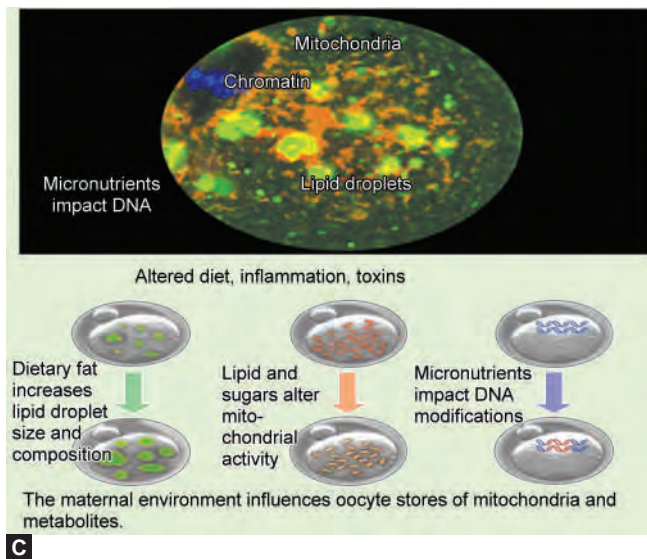 Mitochondria
Chromatin
Lipid droplets
Micronutrients
impact DNA
Altered diet, inflammation, toxins
Dietary fat
increases
lipid droplet
size and
composition
Lipid and
sugars alter
mito-
chondrial
activity
Micronutrients
impact DNA
modifications
The maternal environment influences oocyte stores of mitochondria and
metabolites.
C